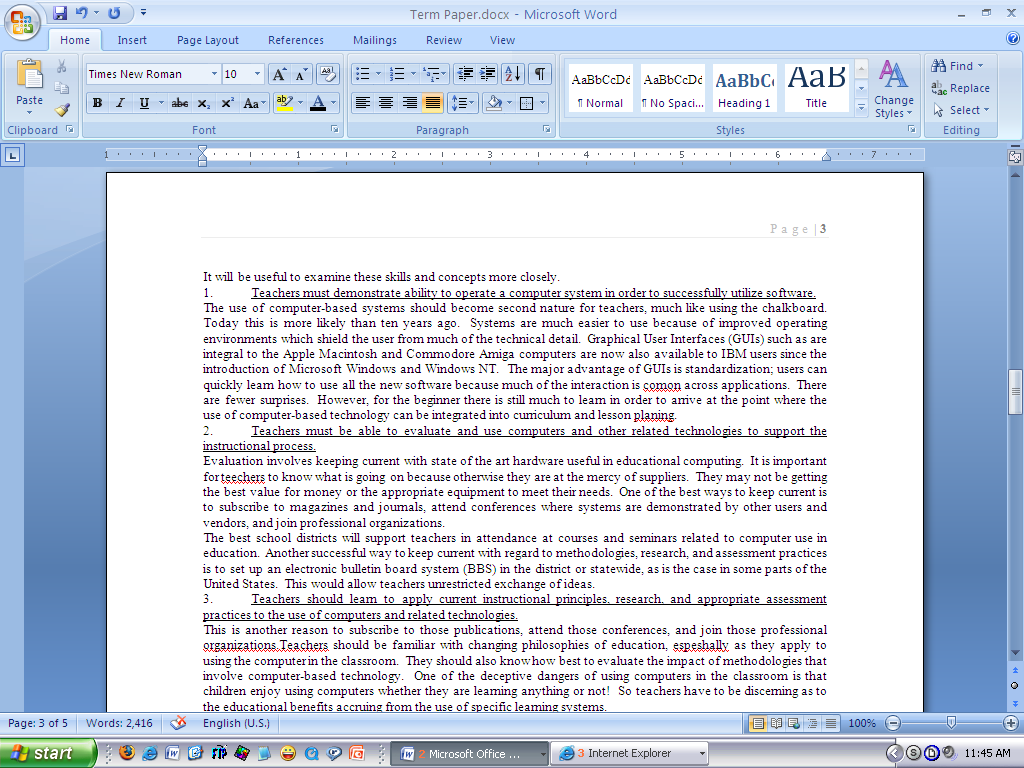 Term Paper.docx - Microsoft Word
Home Insert Page Layout References Mailings Review View
Paste
Times New Roman 10
B I U abc X₂ X² Aa ab A
AaBbCcDd AaBbCcDd AaBbC AaB
¶ Normal ¶ No Spaci... Heading 1 Title
Change
Styles
Find
Replace
Select
Clipboard Font Paragraph Styles Editing
1 1 2 3 4 5 6 7
Page | 3
It will be useful to examine these skills and concepts more closely.
1. Teachers must demonstrate ability to operate a computer system in order to successfully utilize software.
The use of computer-based systems should become second nature for teachers, much like using the chalkboard.
Today this is more likely than ten years ago. Systems are much easier to use because of improved operating
environments which shield the user from much of the technical detail. Graphical User Interfaces (GUIs) such as are
integral to the Apple Macintosh and Commodore Amiga computers are now also available to IBM users since the
introduction of Microsoft Windows and Windows NT. The major advantage of GUIs is standardization; users can
quickly learn how to use all the new software because much of the interaction is comon across applications. There
are fewer surprises. However, for the beginner there is still much to learn in order to arrive at the point where the
use of computer-based technology can be integrated into curriculum and lesson planing.
2. Teachers must be able to evaluate and use computers and other related technologies to support the
instructional process.
Evaluation involves keeping current with state of the art hardware useful in educational computing. It is important
for teechers to know what is going on because otherwise they are at the mercy of suppliers. They may not be getting
the best value for money or the appropriate equipment to meet their needs. One of the best ways to keep current is
to subscribe to magazines and journals, attend conferences where systems are demonstrated by other users and
vendors, and join professional organizations.
The best school districts will support teachers in attendance at courses and seminars related to computer use in
education. Another successful way to keep current with regard to methodologies, research, and assessment practices
is to set up an electronic bulletin board system (BBS) in the district or statewide, as is the case in some parts of the
United States. This would allow teachers unrestricted exchange of ideas.
3. Teachers should learn to apply current instructional principles, research, and appropriate assessment
practices to the use of computers and related technologies.
This is another reason to subscribe to those publications, attend those conferences, and join those professional
organizations.Teachers should be familiar with changing philosophies of education, espeshally as they apply to
using the computer in the classroom. They should also know how best to evaluate the impact of methodologies that
involve computer-based technology. One of the deceptive dangers of using computers in the classroom is that
children enjoy using computers whether they are learning anything or not! So teachers have to be discerning as to
the educational benefits accruing from the use of specific learning systems.
Page: 3 of 5 Words: 2,416 English (U.S.) 100%
start 7 Microsoft Office ... 3 Internet Explorer 11:45 AM